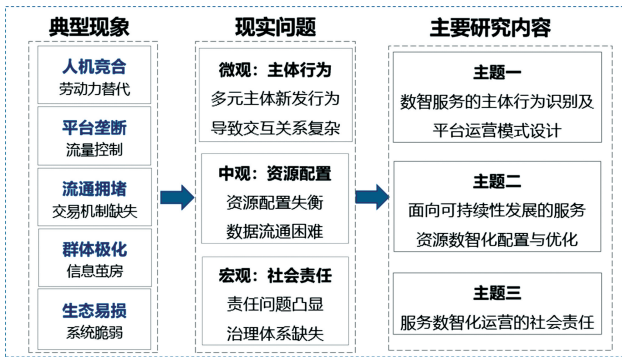 典型现象
人机竞合
劳动力替代
平台垄断
流量控制
流通拥堵
交易机制缺失
群体极化
信息茧房
生态易损
系统脆弱
现实问题
微观：主体行为
多元主体新发行为
导致交互关系复杂
中观：资源配置
资源配置失衡
数据流通困难
宏观：社会责任
责任问题凸显
治理体系缺失
主要研究内容
主题一
数智服务的主体行为识别及
平台运营模式设计
主题二
面向可持续性发展的服务
资源数智化配置与优化
主题三
服务数智化运营的社会责任